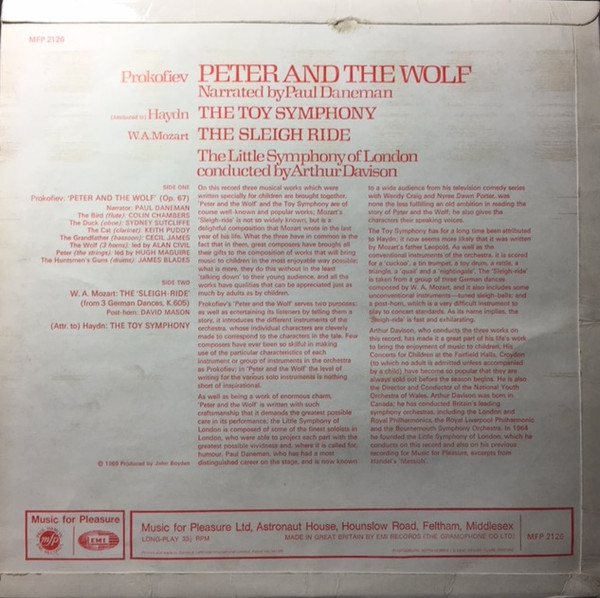 MFP 2128
Prokofiev PETER AND THE WOLF
Narrated by Paul Daneman
(attributed to) Haydn THE TOY SYMPHONY
W.A.Mozart THE SLEIGH RIDE
The Little Symphony of London
conducted by Arthur Davison
SIDE ONE
Prokofiev: 'PETER AND THE WOLF' (Op. 67)
Narrator: PAUL DANEMAN
The Bird (flute): COLIN CHAMBERS
The Duck (oboe): SYDNEY SUTCLIFFE
The Cat (clarinet): KEITH PUDDY
The Grandfather (bassoon): CECIL JAMES
The Wolf (3 horns): led by ALAN CIVIL
Peter (the strings): led by HUGH MAGUIRE
The Huntsmen's Guns (drums): JAMES BLADES
SIDE TWO
W. A. Mozart: THE 'SLEIGH-RIDE'
(from 3 German Dances, K.605)
Post-horn: DAVID MASON
(Attr. to) Haydn: THE TOY SYMPHONY
© 1969 Produced by John Boyden
On this record three musical works which were
written specially for children are brought together.
'Peter and the Wolf' and the Toy Symphony are of
course well-known and popular works; Mozart's
'Sleigh-ride' is not so widely known, but is a
delightful composition that Mozart wrote in the last
year of his life. What the three have in common is the
fact that in them, great composers have brought all
their gifts to the composition of works that will bring
music to children in the most enjoyable way possible;
what is more, they do this without in the least
'talking down' to their young audience, and all the
works have qualities that can be appreciated just as
much by adults as by children.
Prokofiev's 'Peter and the Wolf' serves two purposes:
as well as entertaining its listeners by telling them a
story, it introduces the different instruments of the
orchestra, whose individual characters are cleverly
made to correspond to the characters in the tale. Few
composers have ever been so skilful in making
use of the particular characteristics of each
instrument or group of instruments in the orchestra
as Prokofiev; in 'Peter and the Wolf' the level of
writing for the various solo instruments is nothing
short of inspirational.
As well as being a work of enormous charm,
'Peter and the Wolf' is written with such
craftsmanship that it demands the greatest possible
care in its performance; the Little Symphony of
London is composed of some of the finest soloists in
London, who were able to project each part with the
greatest possible vividness and, where it is called for,
humour. Paul Daneman, who has had a most
distinguished career on the stage, and is now known
to a wide audience from his television comedy series
with Wendy Craig and Nyree Dawn Porter, was
none the less fulfilling an old ambition in reading the
story of Peter and the Wolf; he also gives the
characters their speaking voices.
The Toy Symphony has for a long time been attributed
to Haydn; it now seems more likely that it was written
by Mozart's father Leopold. As well as the
conventional instruments of the orchestra, it is scored
for a 'cuckoo', a tin trumpet, a toy drum, a rattle, a
triangle, a 'quail' and a 'nightingale'. The 'Sleigh-ride'
is taken from a group of three German dances
composed by W. A. Mozart, and it also includes some
unconventional instruments—tuned sleigh-bells; and
a post-horn, which is a very difficult instrument to
play to concert standards. As its name implies, the
'Sleigh-ride' is fast and exhilarating.
Arthur Davison, who conducts the three works on
this record, has made it a great part of his life's work
to bring the enjoyment of music to children. His
Concerts for Children at the Fairfield Halls, Croydon
(to which no adult is admitted unless accompanied
by a child) have become so popular that they are
always sold out before the season begins. He is also
the Director and Conductor of the National Youth
Orchestra of Wales. Arthur Davison was born in
Canada; he has conducted Britain's leading
symphony orchestras, including the London and
Royal Philharmonics, the Royal Liverpool Philharmonic
and the Bournemouth Symphony Orchestra. In 1964
he founded the Little Symphony of London, which he
conducts on this record and also on his previous
recording for Music for Pleasure, excerpts from
Handel's 'Messiah'.
Music for Pleasure
mfp
EMI
Music for Pleasure Ltd, Astronaut House, Hounslow Road, Feltham, Middlesex
LONG-PLAY 33⅓ RPM
MADE IN GREAT BRITAIN BY EMI RECORDS (THE GRAMOPHONE CO LTD)
MFP 2128